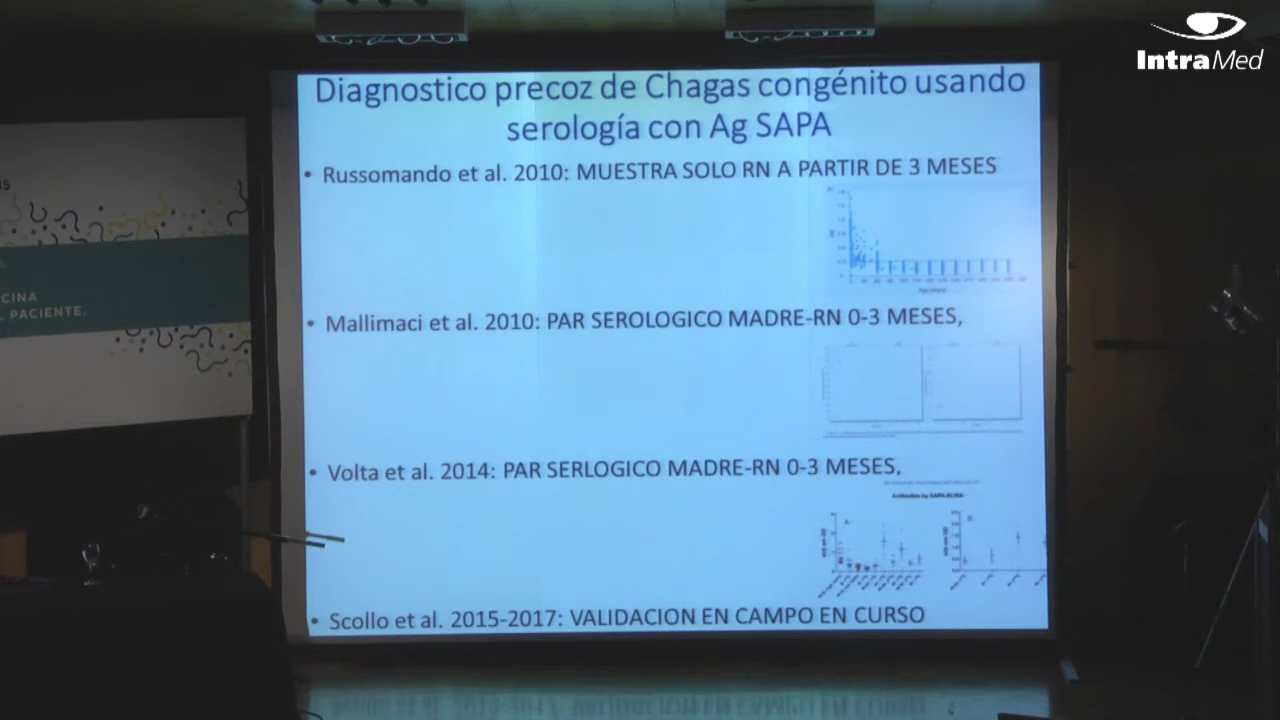 IntraMed
Diagnostico precoz de Chagas congénito usando
serología con Ag SAPA
• Russomando et al. 2010: MUESTRA SOLO RN A PARTIR DE 3 MESES
• Mallimaci et al. 2010: PAR SEROLOGICO MADRE-RN 0-3 MESES,
• Volta et al. 2014: PAR SERLOGICO MADRE-RN 0-3 MESES,
Antibodies by SAPA-ELISA
• Scollo et al. 2015-2017: VALIDACION EN CAMPO EN CURSO
CINA
PACIENTE.